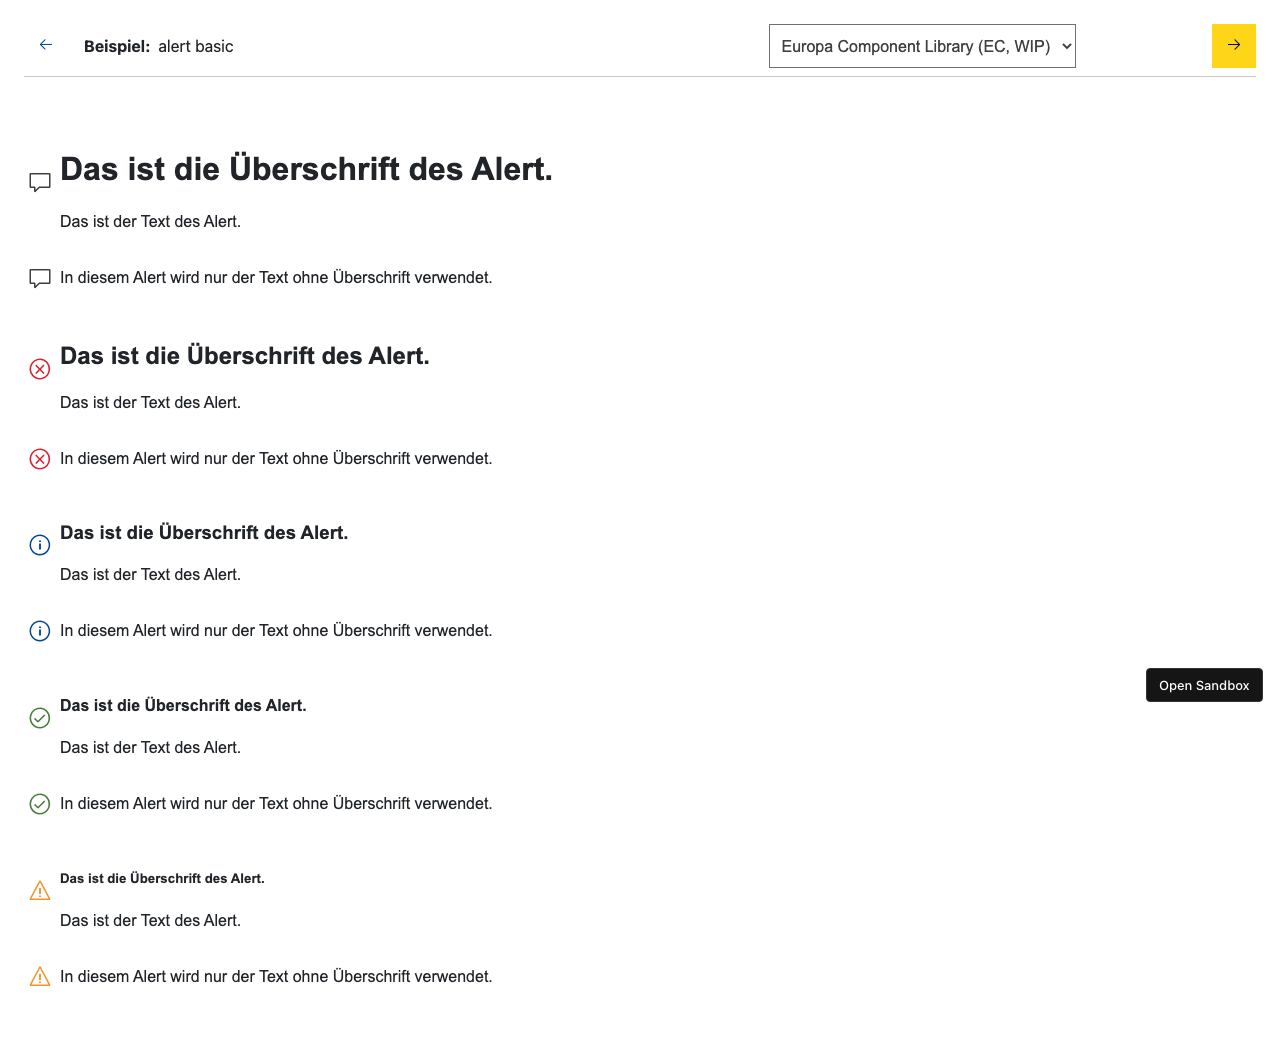 Beispiel: alert basic
Europa Component Library (EC, WIP)
Das ist die Überschrift des Alert.
Das ist der Text des Alert.
In diesem Alert wird nur der Text ohne Überschrift verwendet.
Das ist die Überschrift des Alert.
Das ist der Text des Alert.
In diesem Alert wird nur der Text ohne Überschrift verwendet.
Das ist die Überschrift des Alert.
Das ist der Text des Alert.
In diesem Alert wird nur der Text ohne Überschrift verwendet.
Open Sandbox
Das ist die Überschrift des Alert.
Das ist der Text des Alert.
In diesem Alert wird nur der Text ohne Überschrift verwendet.
Das ist die Überschrift des Alert.
Das ist der Text des Alert.
In diesem Alert wird nur der Text ohne Überschrift verwendet.